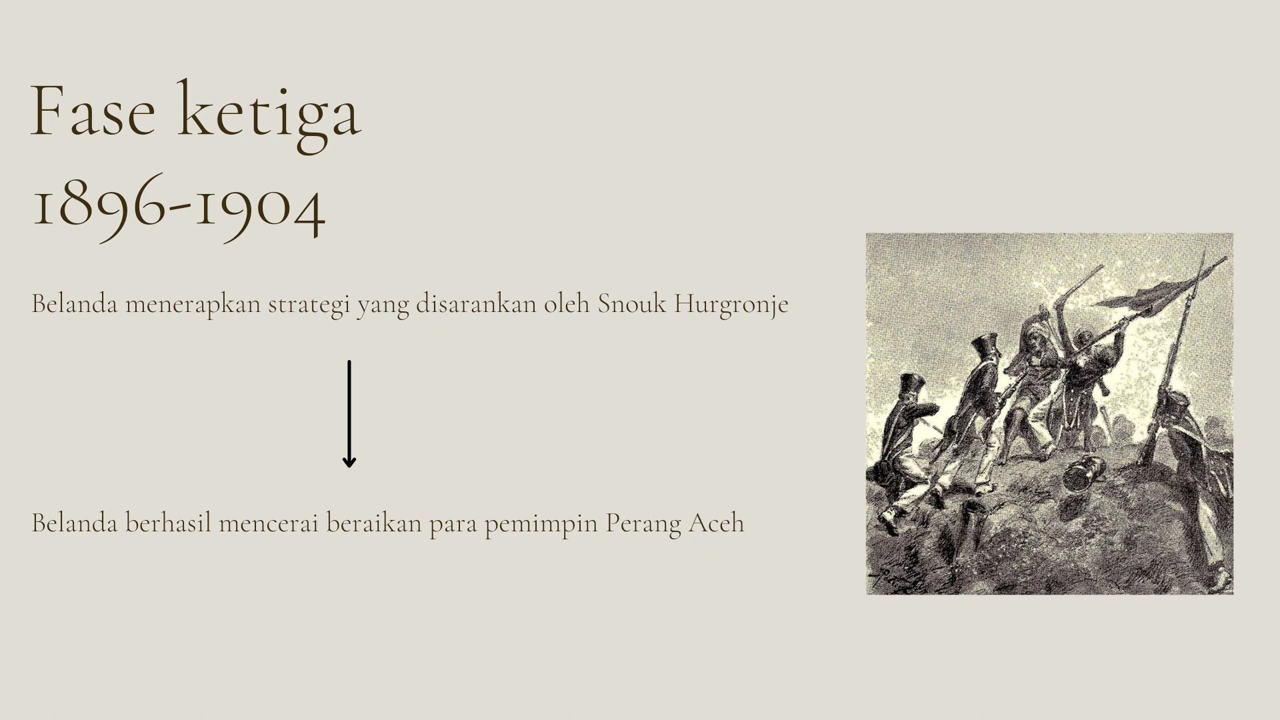 Fase ketiga
1896-1904
Belanda menerapkan strategi yang disarankan oleh Snouk Hurgronje
Belanda berhasil mencerai beraikan para pemimpin Perang Aceh